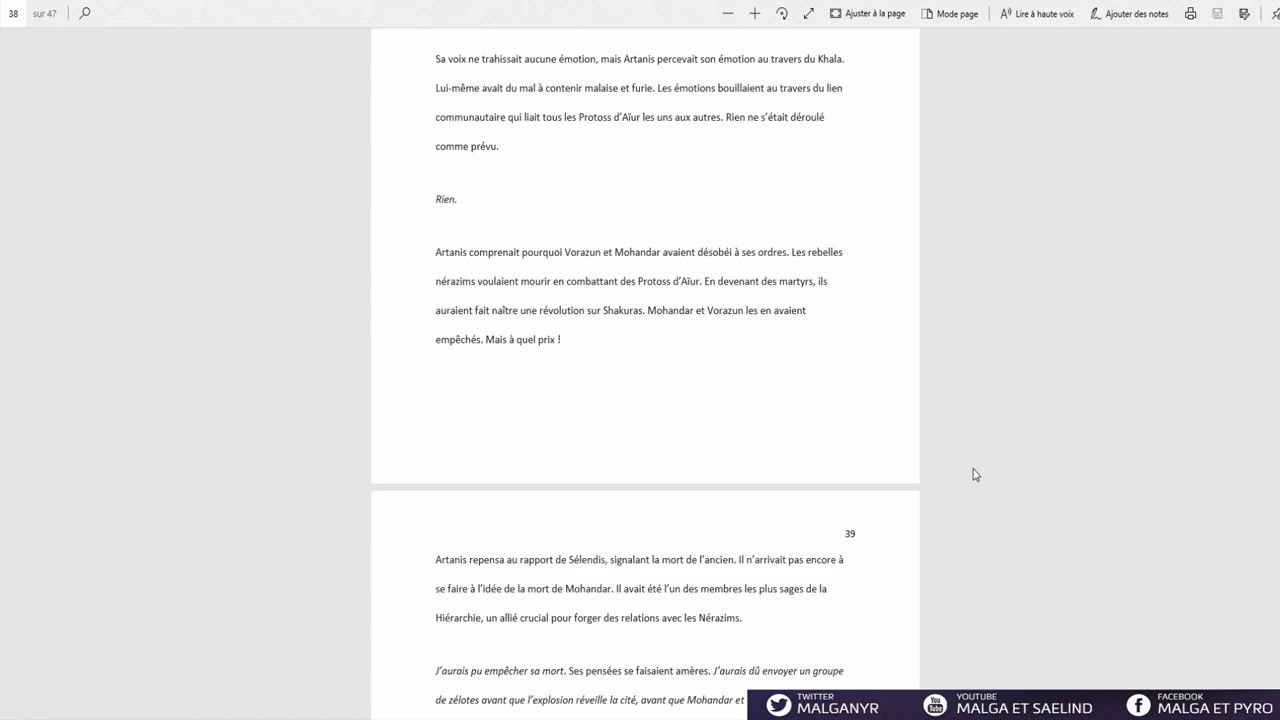 38 sur 47 Ajuster à la page Mode page Lire à haute voix Ajouter des notes
Sa voix ne trahissait aucune émotion, mais Artanis percevait son émotion au travers du Khala.
Lui-même avait du mal à contenir malaise et furie. Les émotions bouillaient au travers du lien
communautaire qui liait tous les Protoss d’Aïur les uns aux autres. Rien ne s’était déroulé
comme prévu.
Rien.
Artanis comprenait pourquoi Vorazun et Mohandar avaient désobéi à ses ordres. Les rebelles
nérazims voulaient mourir en combattant des Protoss d’Aïur. En devenant des martyrs, ils
auraient fait naître une révolution sur Shakuras. Mohandar et Vorazun les en avaient
empêchés. Mais à quel prix !
39
Artanis repensa au rapport de Sélendis, signalant la mort de l’ancien. Il n’arrivait pas encore à
se faire à l’idée de la mort de Mohandar. Il avait été l’un des membres les plus sages de la
Hiérarchie, un allié crucial pour forger des relations avec les Nérazims.
J’aurais pu empêcher sa mort. Ses pensées se faisaient amères. J’aurais dû envoyer un groupe
de zélotes avant que l’explosion réveille la cité, avant que Mohandar et
TWITTER
MALGANYR
You Tube
YOUTUBE
MALGA ET SAELIND
FACEBOOK
MALGA ET PYRO